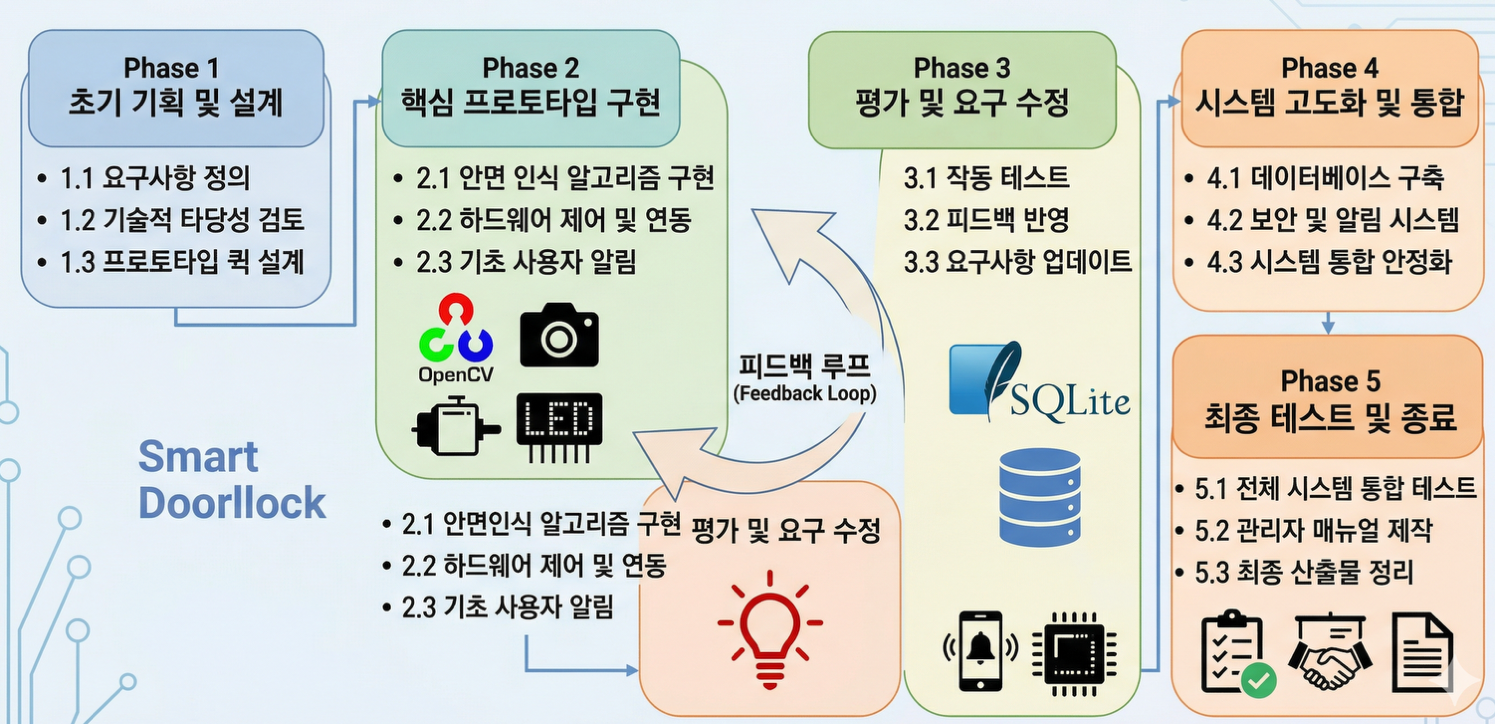 Phase 1
초기 기획 및 설계
• 1.1 요구사항 정의
• 1.2 기술적 타당성 검토
• 1.3 프로토타입 퀵 설계
Phase 2
핵심 프로토타입 구현
• 2.1 안면 인식 알고리즘 구현
• 2.2 하드웨어 제어 및 연동
• 2.3 기초 사용자 알림
OpenCV
LED
피드백 루프
(Feedback Loop)
Smart
Doorllock
• 2.1 안면인식 알고리즘 구현
• 2.2 하드웨어 제어 및 연동
• 2.3 기초 사용자 알림
평가 및 요구 수정
Phase 3
평가 및 요구 수정
3.1 작동 테스트
3.2 피드백 반영
3.3 요구사항 업데이트
SQLite
Phase 4
시스템 고도화 및 통합
• 4.1 데이터베이스 구축
• 4.2 보안 및 알림 시스템
• 4.3 시스템 통합 안정화
Phase 5
최종 테스트 및 종료
• 5.1 전체 시스템 통합 테스트
• 5.2 관리자 매뉴얼 제작
• 5.3 최종 산출물 정리